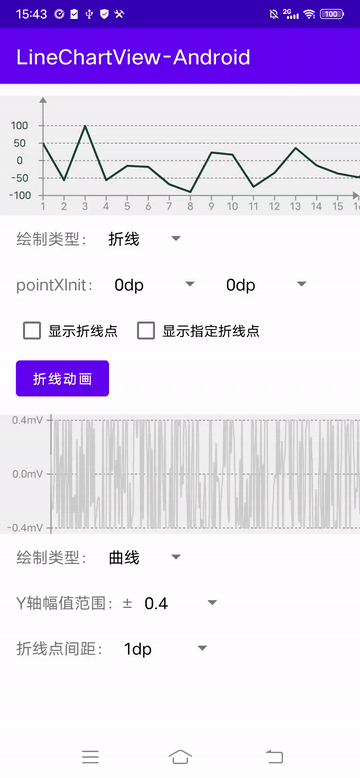 15:43 2G 100
LineChartView-Android
100
50
0
-50
-100
1 2 3 4 5 6 7 8 9 10 11 12 13 14 15
绘制类型： 折线
pointXInit： 0dp 0dp
显示折线点 显示指定折线点
折线动画
0.4mV
0.0mV
-0.4mV
绘制类型： 曲线
Y轴幅值范围：± 0.4
折线点间距： 1dp